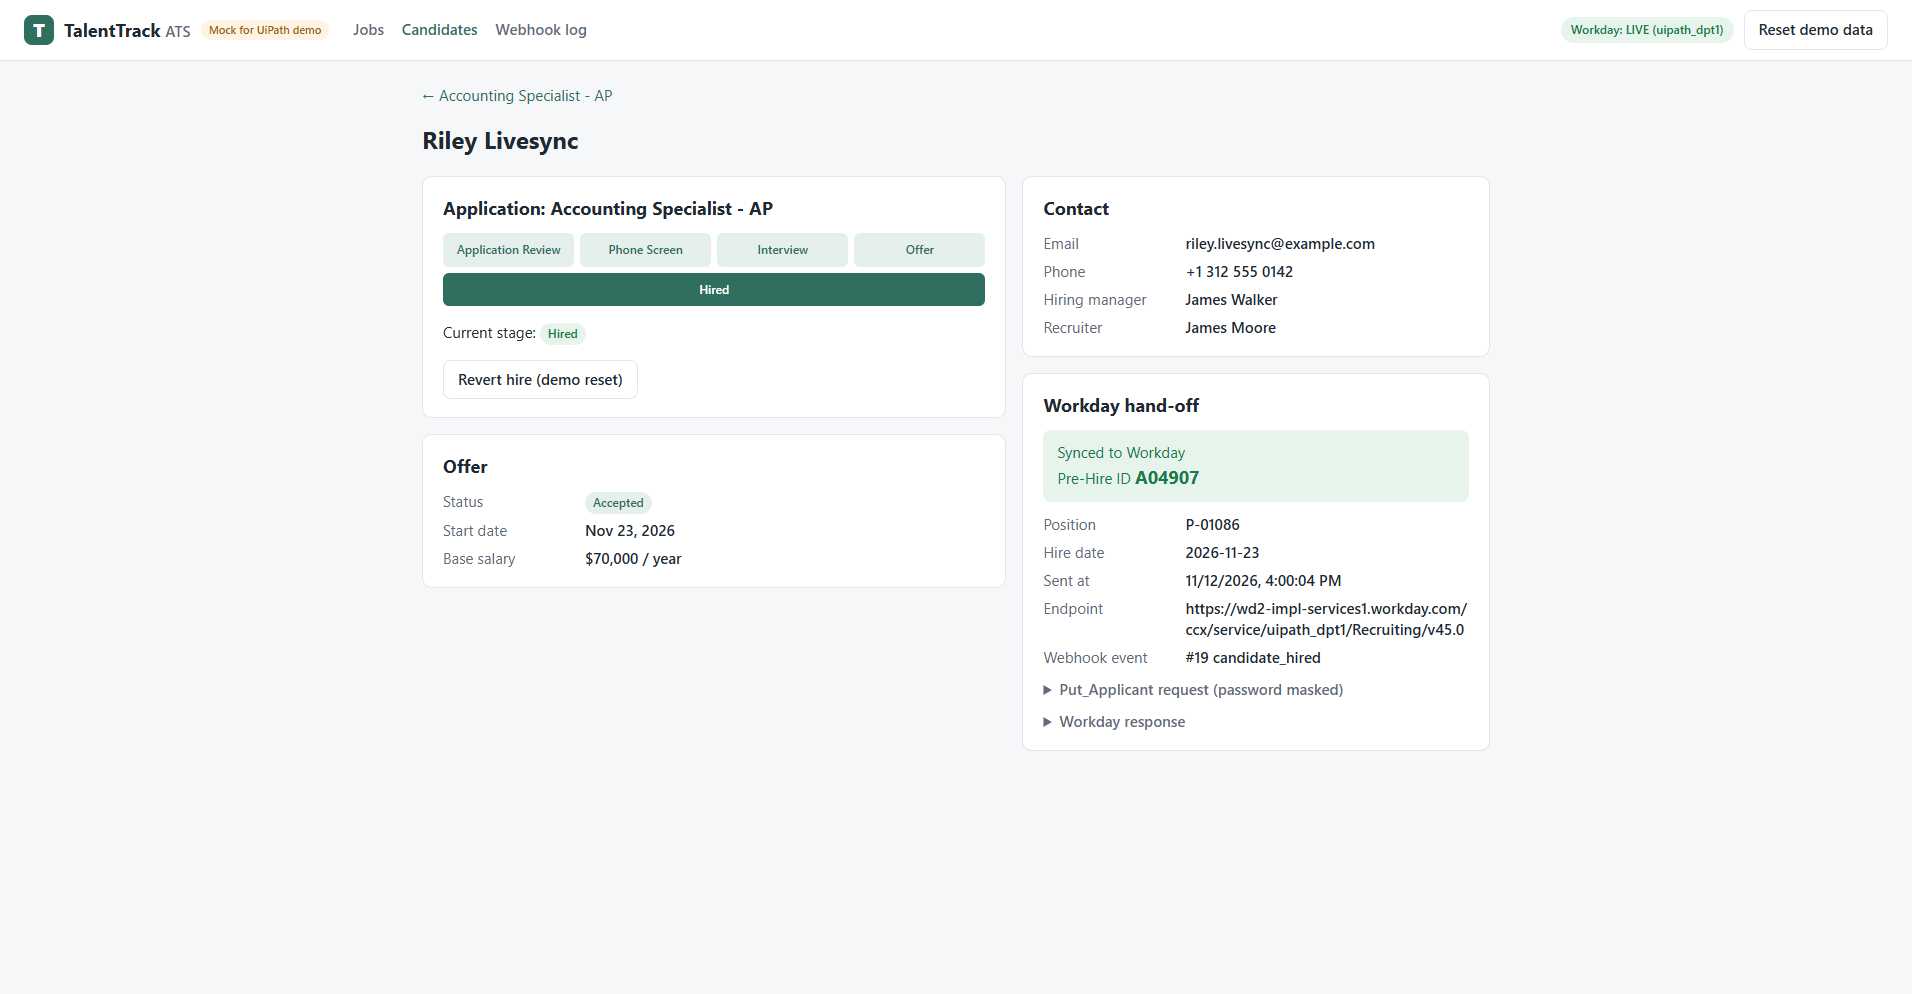 T TalentTrack ATS Mock for UiPath demo Jobs Candidates Webhook log Workday: LIVE (uipath_dpt1) Reset demo data
← Accounting Specialist - AP
Riley Livesync
Application: Accounting Specialist - AP
Application Review Phone Screen Interview Offer
Hired
Current stage: Hired
Revert hire (demo reset)
Offer
Status Accepted
Start date Nov 23, 2026
Base salary $70,000 / year
Contact
Email riley.livesync@example.com
Phone +1 312 555 0142
Hiring manager James Walker
Recruiter James Moore
Workday hand-off
Synced to Workday
Pre-Hire ID A04907
Position P-01086
Hire date 2026-11-23
Sent at 11/12/2026, 4:00:04 PM
Endpoint https://wd2-impl-services1.workday.com/
ccx/service/uipath_dpt1/Recruiting/v45.0
Webhook event #19 candidate_hired
▶ Put_Applicant request (password masked)
▶ Workday response